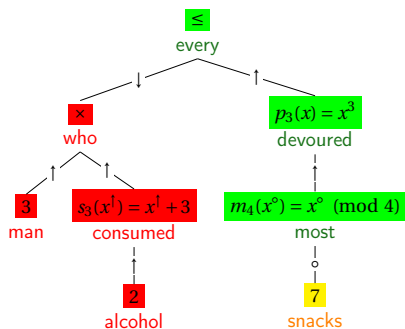 ≤
every
↓ ↑
× p₃(x) = x³
who devoured
↑ ↑ ↑
3 s₃(x↑) = x↑ + 3 m₄(x°) = x° (mod 4)
man consumed most
↑ °
2 7
alcohol snacks